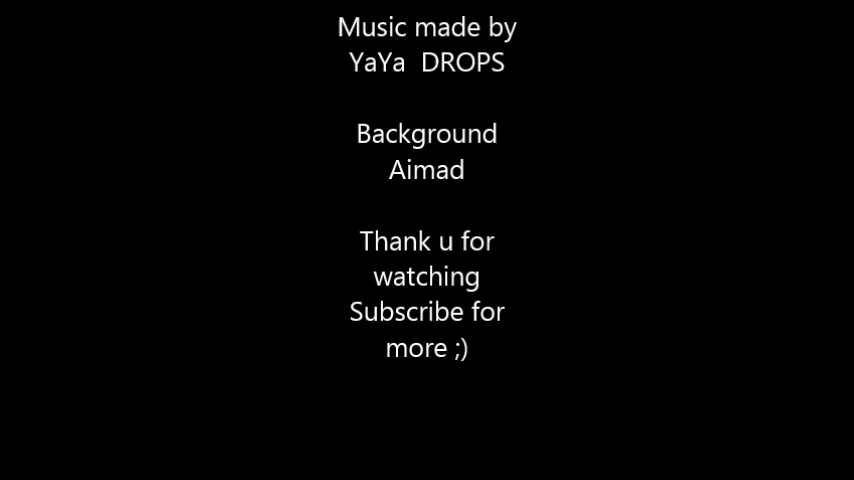 Music made by
YaYa  DROPS
Background
Aimad
Thank u for
watching
Subscribe for
more ;)